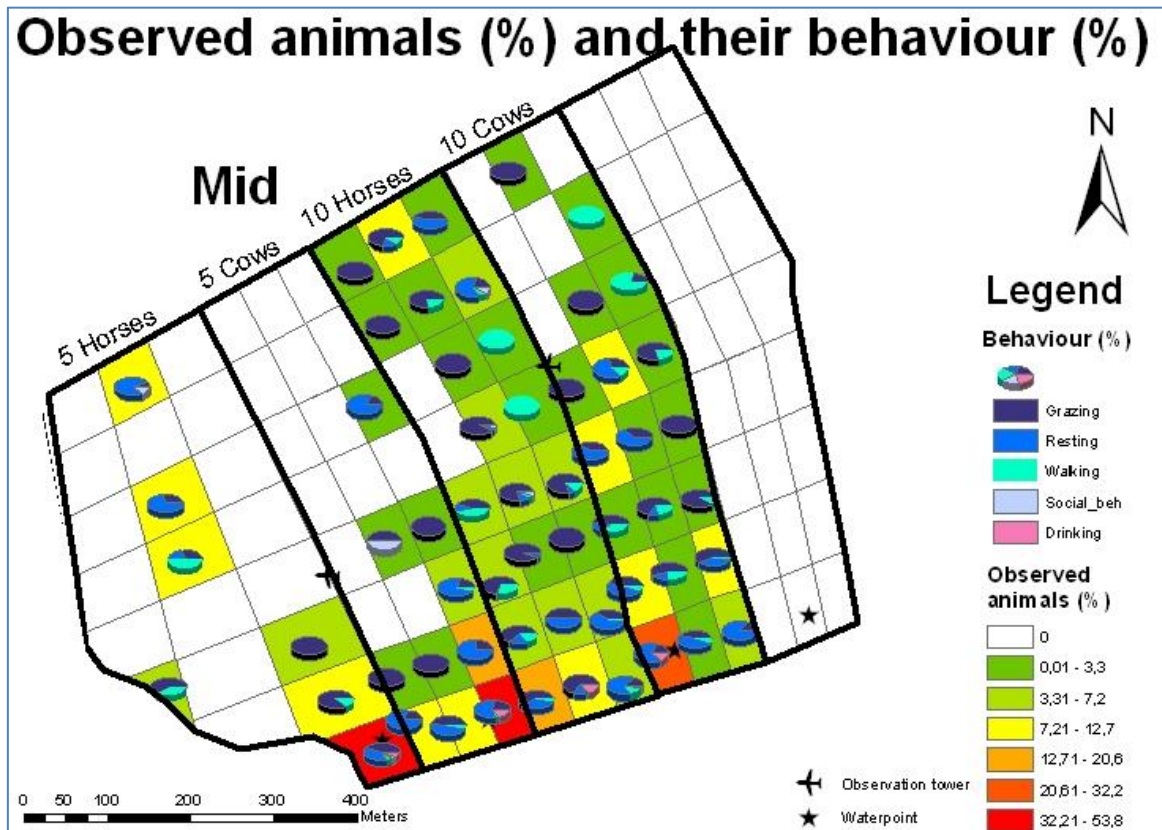 Observed animals (%) and their behaviour (%)
Mid
5 Horses
5 Cows
10 Horses
10 Cows
N
Legend
Behaviour (%)
Grazing
Resting
Walking
Social_beh
Drinking
Observed
animals (%)
0
0,01 - 3,3
3,31 - 7,2
7,21 - 12,7
12,71 - 20,6
20,61 - 32,2
32,21 - 53,8
Observation tower
Waterpoint
0 50 100 200 300 400
Meters